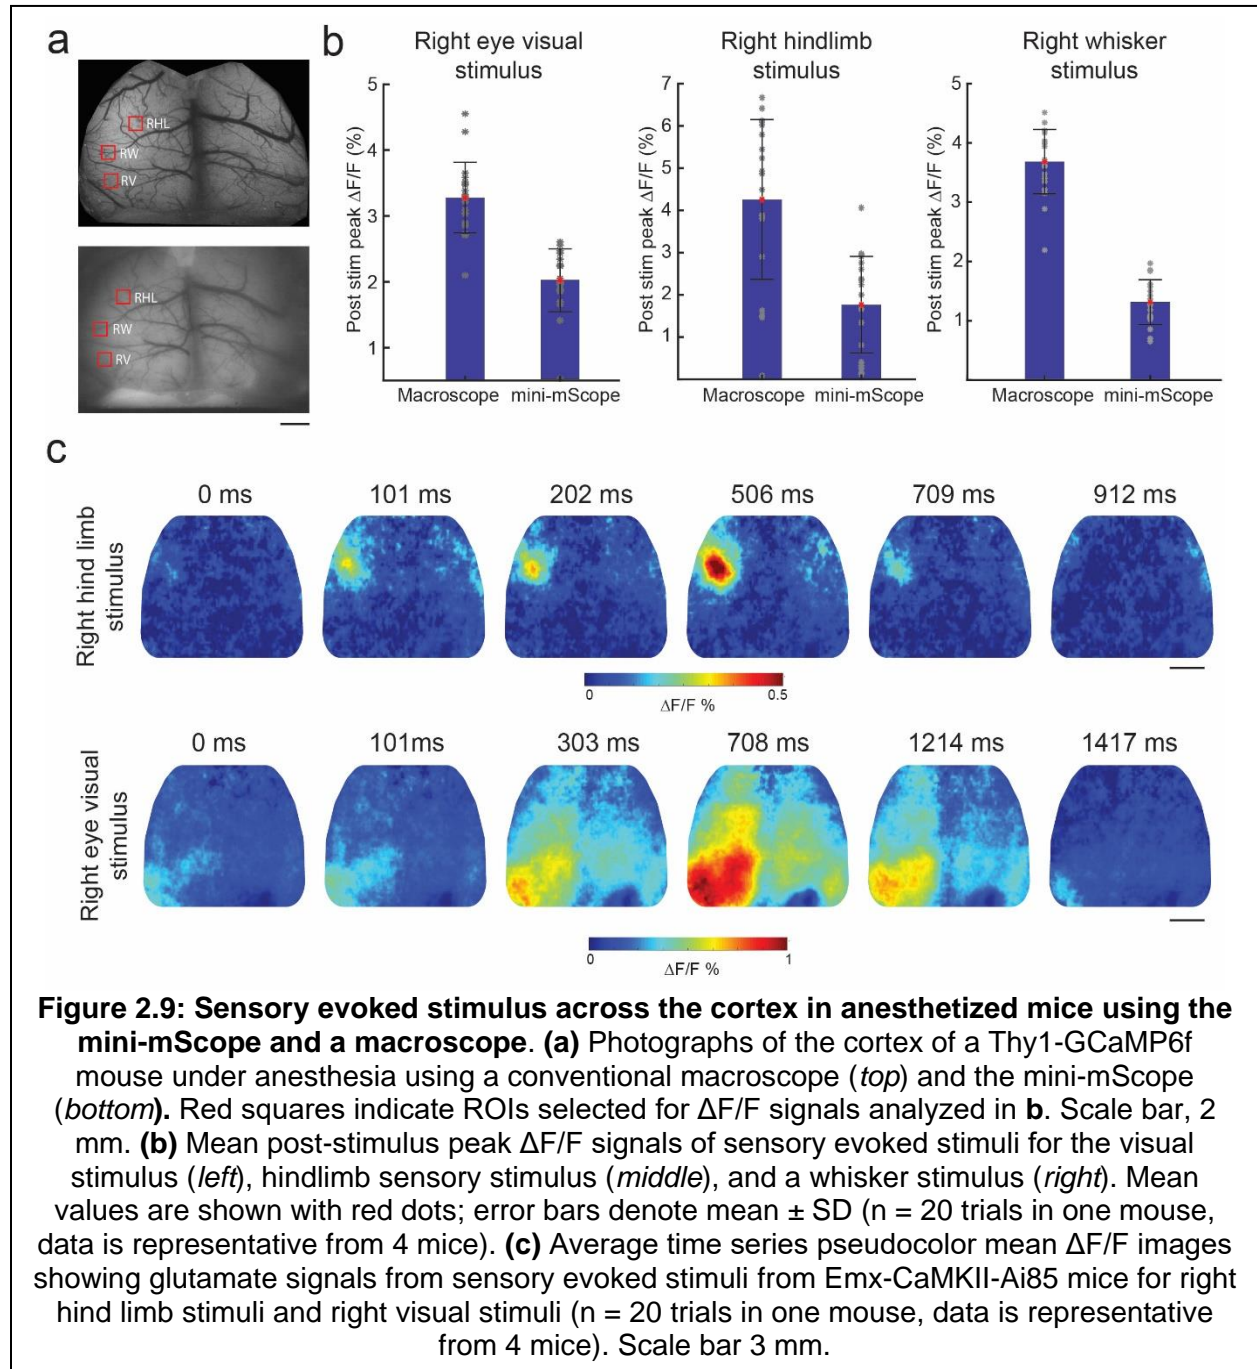 a
RHL
RW
RV
RHL
RW
RV
b
Right eye visual
stimulus
Post stim peak ΔF/F (%)
5
4
3
2
1
Macroscope mini-mScope
Right hindlimb
stimulus
Post stim peak ΔF/F (%)
7
6
5
4
3
2
1
Macroscope mini-mScope
Right whisker
stimulus
Post stim peak ΔF/F (%)
5
4
3
2
1
Macroscope mini-mScope
c
Right hind limb
stimulus
0 ms 101 ms 202 ms 506 ms 709 ms 912 ms
0 0.5
ΔF/F %
Right eye visual
stimulus
0 ms 101ms 303 ms 708 ms 1214 ms 1417 ms
0 1
ΔF/F %
Figure 2.9: Sensory evoked stimulus across the cortex in anesthetized mice using the
mini-mScope and a macroscope. (a) Photographs of the cortex of a Thy1-GCaMP6f
mouse under anesthesia using a conventional macroscope (top) and the mini-mScope
(bottom). Red squares indicate ROIs selected for ΔF/F signals analyzed in b. Scale bar, 2
mm. (b) Mean post-stimulus peak ΔF/F signals of sensory evoked stimuli for the visual
stimulus (left), hindlimb sensory stimulus (middle), and a whisker stimulus (right). Mean
values are shown with red dots; error bars denote mean ± SD (n = 20 trials in one mouse,
data is representative from 4 mice). (c) Average time series pseudocolor mean ΔF/F images
showing glutamate signals from sensory evoked stimuli from Emx-CaMKII-Ai85 mice for right
hind limb stimuli and right visual stimuli (n = 20 trials in one mouse, data is representative
from 4 mice). Scale bar 3 mm.